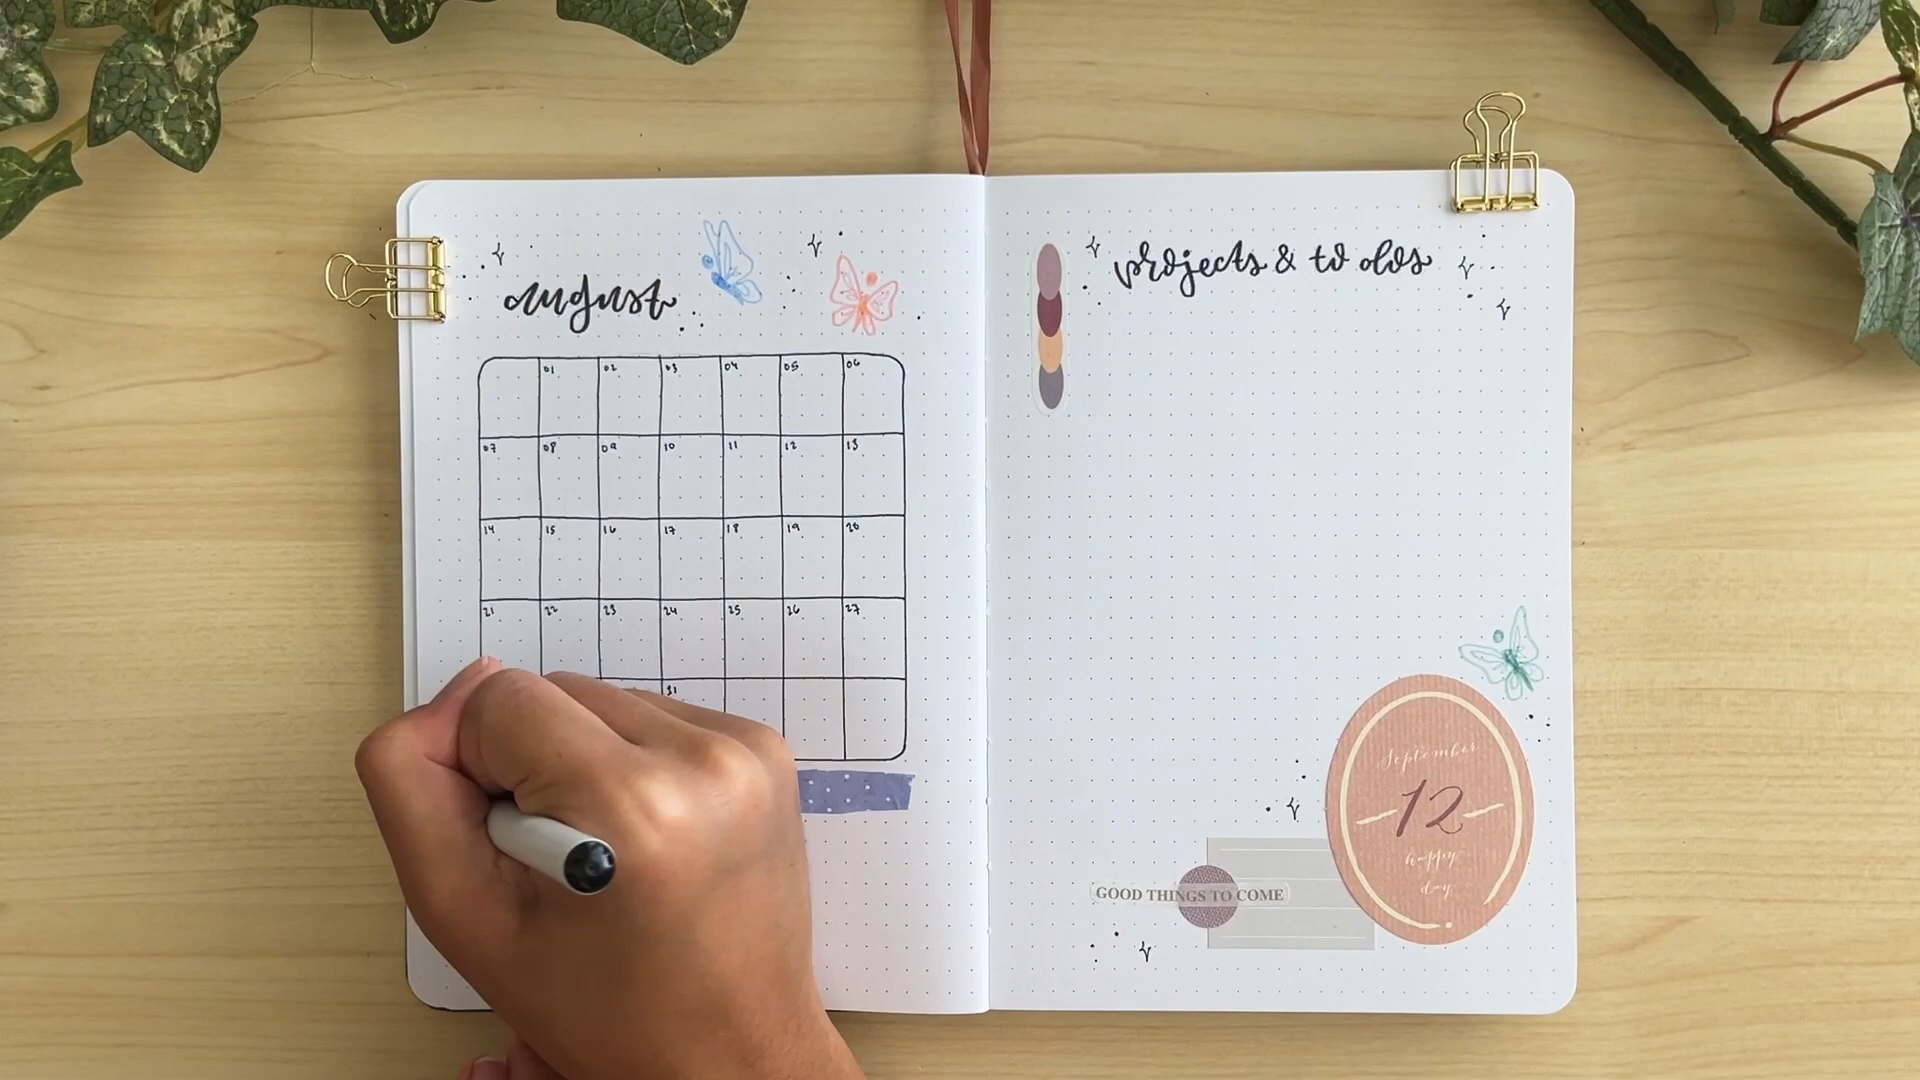 august
01 02 03 04 05 06
07 08 09 10 11 12 13
14 15 16 17 18 19 20
21 22 23 24 25 26 27
31
projects & to dos
September
12
happy
day
GOOD THINGS TO COME